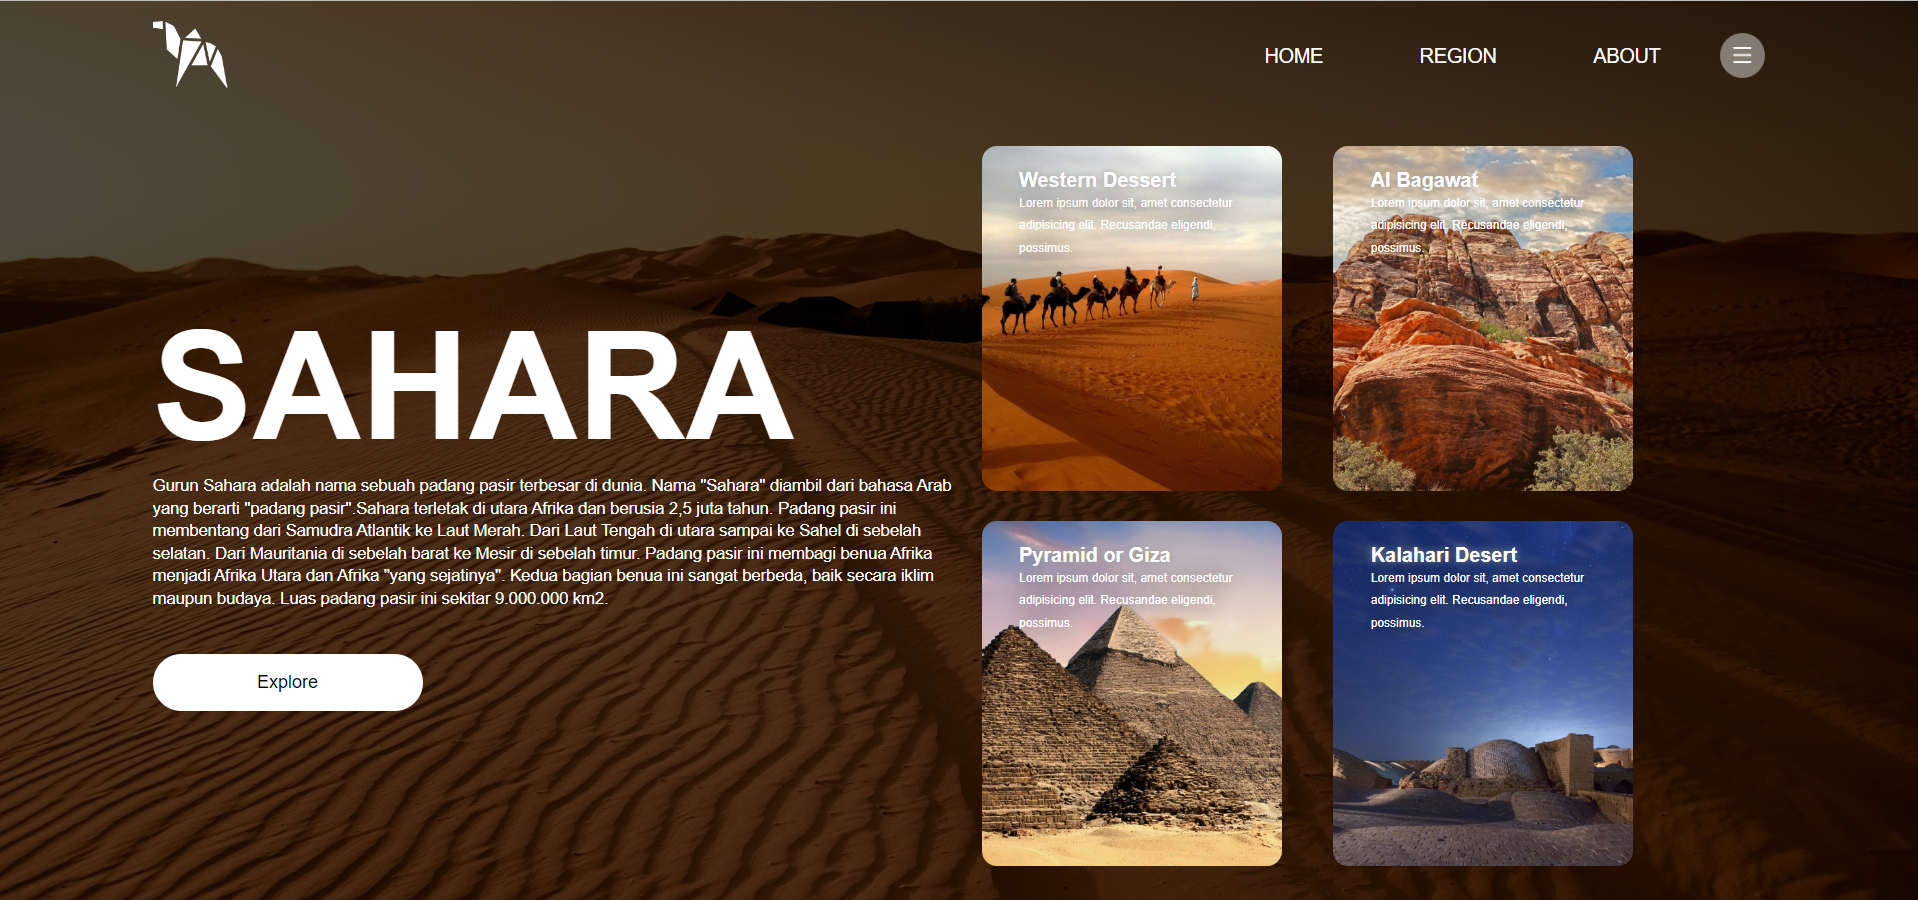 HOME
REGION
ABOUT
SAHARA
Gurun Sahara adalah nama sebuah padang pasir terbesar di dunia. Nama "Sahara" diambil dari bahasa Arab
yang berarti "padang pasir".Sahara terletak di utara Afrika dan berusia 2,5 juta tahun. Padang pasir ini
membentang dari Samudra Atlantik ke Laut Merah. Dari Laut Tengah di utara sampai ke Sahel di sebelah
selatan. Dari Mauritania di sebelah barat ke Mesir di sebelah timur. Padang pasir ini membagi benua Afrika
menjadi Afrika Utara dan Afrika "yang sejatinya". Kedua bagian benua ini sangat berbeda, baik secara iklim
maupun budaya. Luas padang pasir ini sekitar 9.000.000 km2.
Explore
Western Dessert
Lorem ipsum dolor sit, amet consectetur
adipisicing elit. Recusandae eligendi,
possimus.
Al Bagawat
Lorem ipsum dolor sit, amet consectetur
adipisicing elit. Recusandae eligendi,
possimus.
Pyramid or Giza
Lorem ipsum dolor sit, amet consectetur
adipisicing elit. Recusandae eligendi,
possimus.
Kalahari Desert
Lorem ipsum dolor sit, amet consectetur
adipisicing elit. Recusandae eligendi,
possimus.